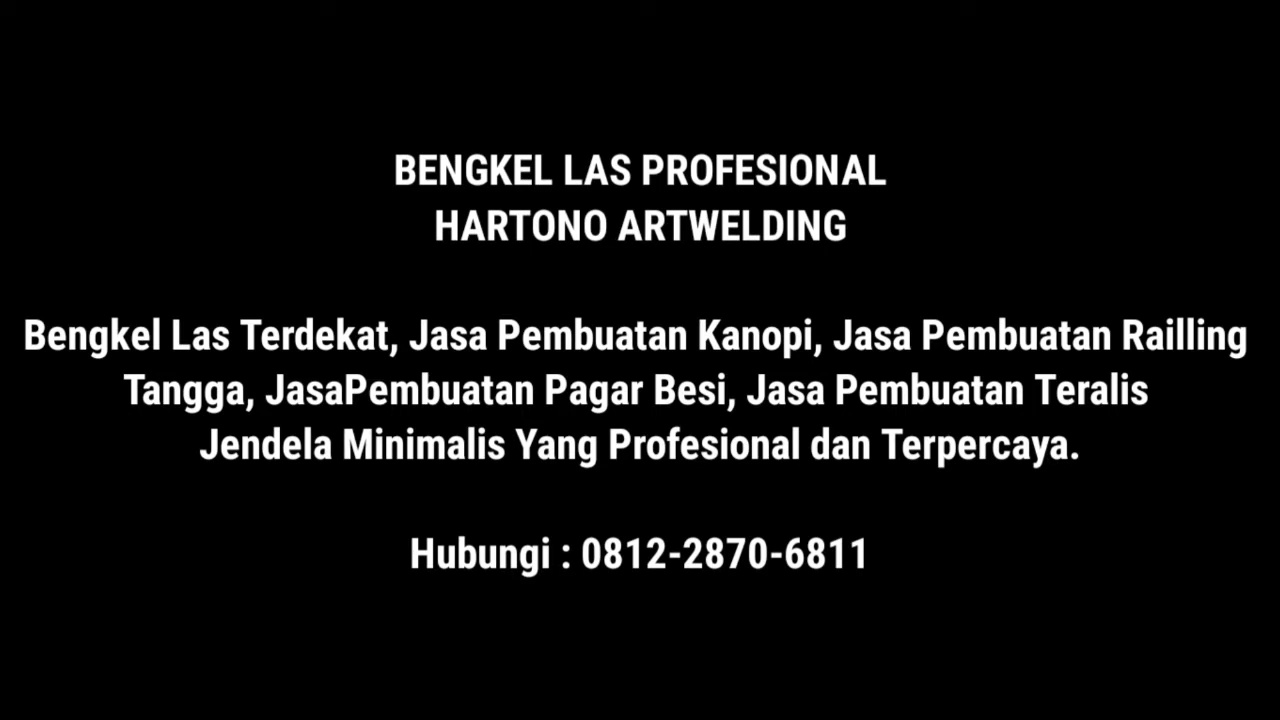 BENGKEL LAS PROFESIONAL
HARTONO ARTWELDING
Bengkel Las Terdekat, Jasa Pembuatan Kanopi, Jasa Pembuatan Railling
Tangga, JasaPembuatan Pagar Besi, Jasa Pembuatan Teralis
Jendela Minimalis Yang Profesional dan Terpercaya.
Hubungi : 0812-2870-6811